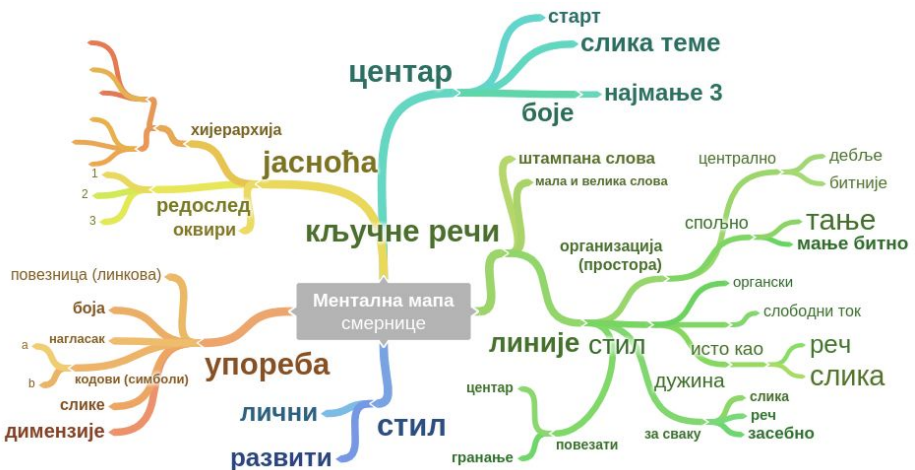 Ментална мапа
смернице
центар
старт
слика теме
боје
најмање 3
јасноћа
хијерархија
редослед
1
2
3
оквири
кључне речи
штампана слова
мала и велика слова
линије
организација
(простора)
централно
дебље
битније
спољно
тање
мање битно
стил
органски
слободни ток
исто као
реч
слика
дужина
за сваку
слика
реч
засебно
повезати
центар
гранање
стил
лични
развити
упореба
повезница (линкова)
боја
нагласак
кодови (симболи)
a
b
слике
димензије